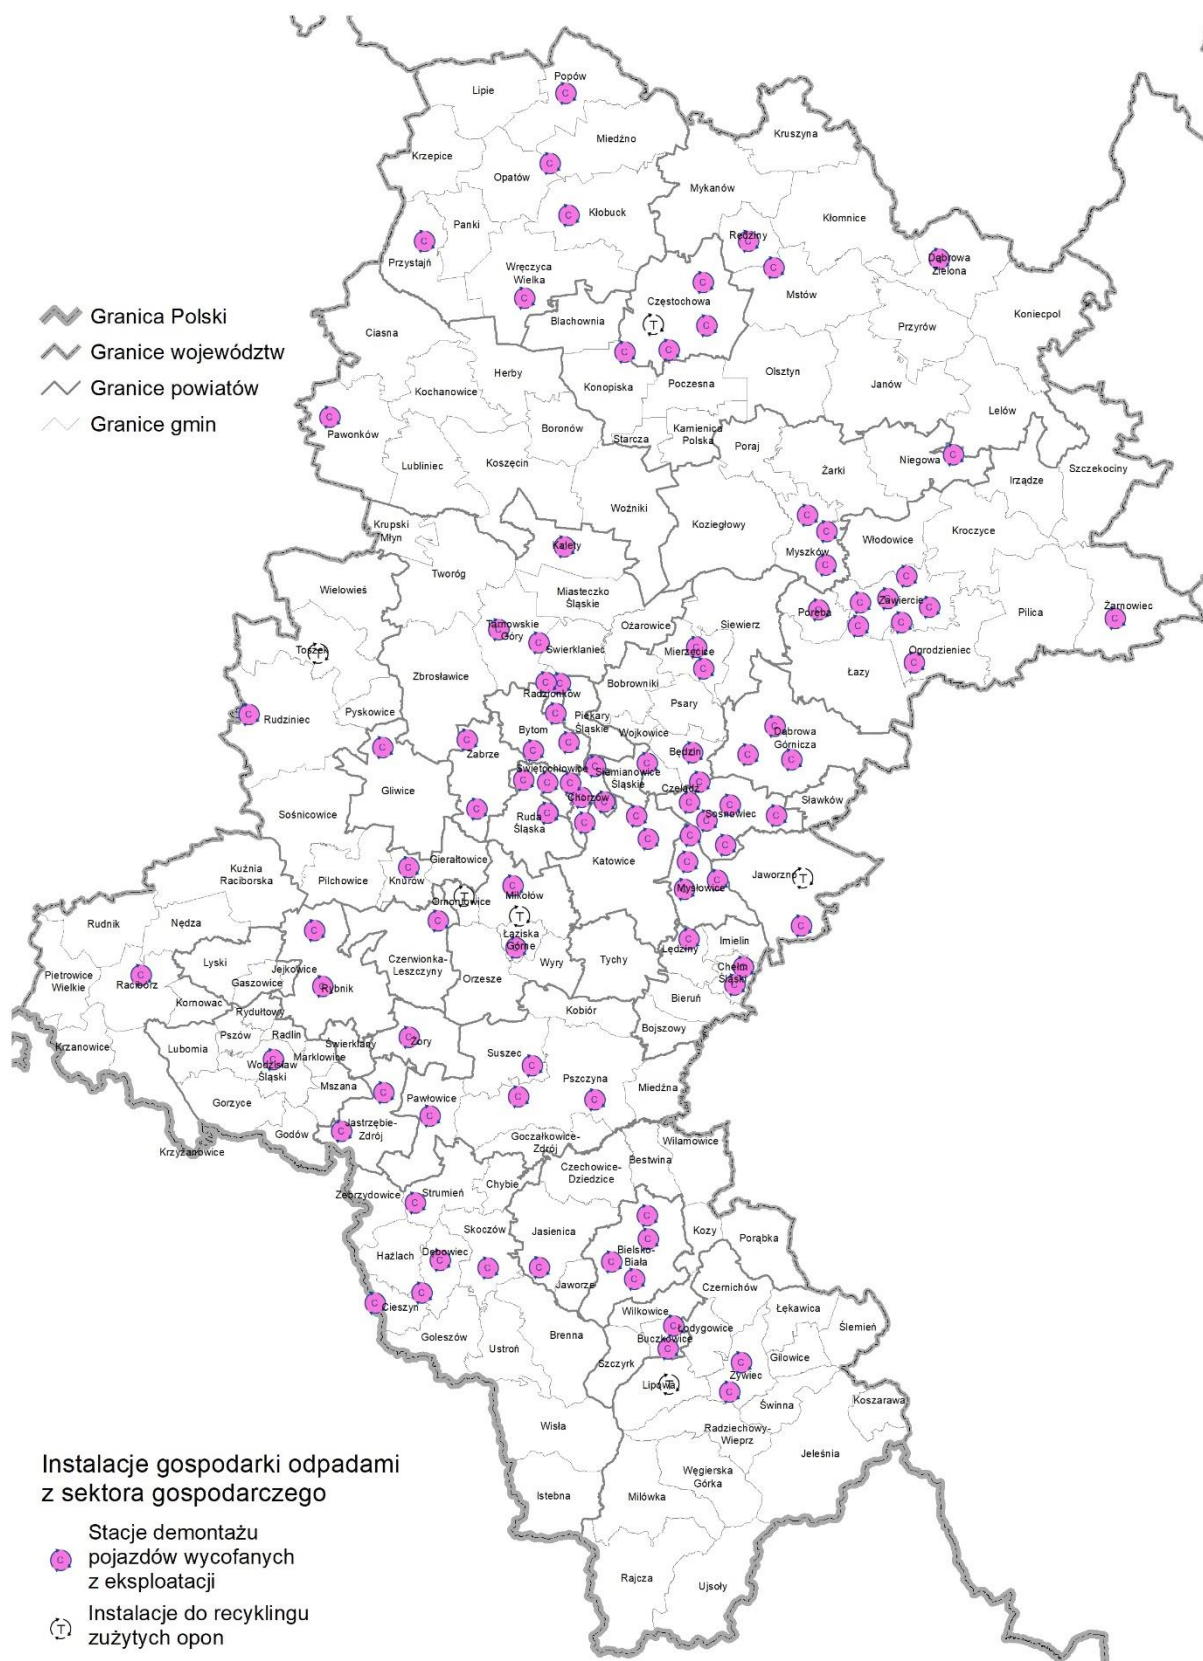 Popów
Lipie
Kruszyna
Miedźno
Krzepice
Opatów
Mykanów
Kłobuck
Kłomnice
Panki
Rędziny
Przystajń
Dąbrowa
Zielona
Wręczyca
Wielka
Mstów
Częstochowa
Koniecpol
Granica Polski
Blachownia
Przyrów
Ciasna
Granice województw
Herby
Olsztyn
Konopiska
Poczesna
Janów
Granice powiatów
Kochanowice
Lelów
Granice gmin
Boronów
Kamienica
Polska
Pawonków
Starcza
Poraj
Niegowa
Koszęcin
Lubliniec
Żarki
Szczekociny
Irządze
Woźniki
Koziegłowy
Krupski
Młyn
Kroczyce
Włodowice
Kalety
Myszków
Tworóg
Wielowieś
Miasteczko
Śląskie
Zawiercie
Poręba
Pilica
Żarnowiec
Tarnowskie
Góry
Ożarowice
Siewierz
Toszek
Świerklaniec
Mierzęcice
Ogrodzieniec
Zbrosławice
Łazy
Bobrowniki
Radzionków
Psary
Pyskowice
Rudziniec
Piekary
Śląskie
Bytom
Wojkowice
Dąbrowa
Górnicza
Zabrze
Będzin
Świętochłowice
Siemianowice
Śląskie
Gliwice
Czeladź
Chorzów
Sławków
Sośnicowice
Ruda
Śląska
Sosnowiec
Gierałtowice
Katowice
Kuźnia
Raciborska
Jaworzno
Pilchowice
Knurów
Mysłowice
Ornontowice
Mikołów
Rudnik
Nędza
Łaziska
Górne
Imielin
Lędziny
Lyski
Czerwionka-
Leszczyny
Wyry
Tychy
Jejkowice
Chełm
Śląski
Pietrowice
Wielkie
Orzesze
Gaszowice
Racibórz
Rybnik
Kornowac
Bieruń
Rydułtowy
Kobiór
Bojszowy
Pszów
Radlin
Żory
Krzanowice
Lubomia
Świerklany
Suszec
Marklowice
Wodzisław
Śląski
Pszczyna
Miedźna
Mszana
Gorzyce
Pawłowice
Jastrzębie-
Zdrój
Godów
Goczałkowice-
Zdrój
Wilamowice
Krzyżanowice
Bestwina
Czechowice-
Dziedzice
Chybie
Zebrzydowice
Strumień
Skoczów
Jasienica
Kozy
Porąbka
Hażlach
Dębowiec
Bielsko-
Biała
Jaworze
Czernichów
Cieszyn
Wilkowice
Łękawica
Łodygowice
Ślemień
Goleszów
Brenna
Buczkowice
Ustroń
Szczyrk
Gilowice
Żywiec
Lipowa
Koszarawa
Świnna
Wisła
Radziechowy-
Wieprz
Jeleśnia
Instalacje gospodarki odpadami
z sektora gospodarczego
Węgierska
Górka
Istebna
Milówka
Stacje demontażu
C pojazdów wycofanych
z eksploatacji
Rajcza
Ujsoły
Instalacje do recyklingu
T zużytych opon